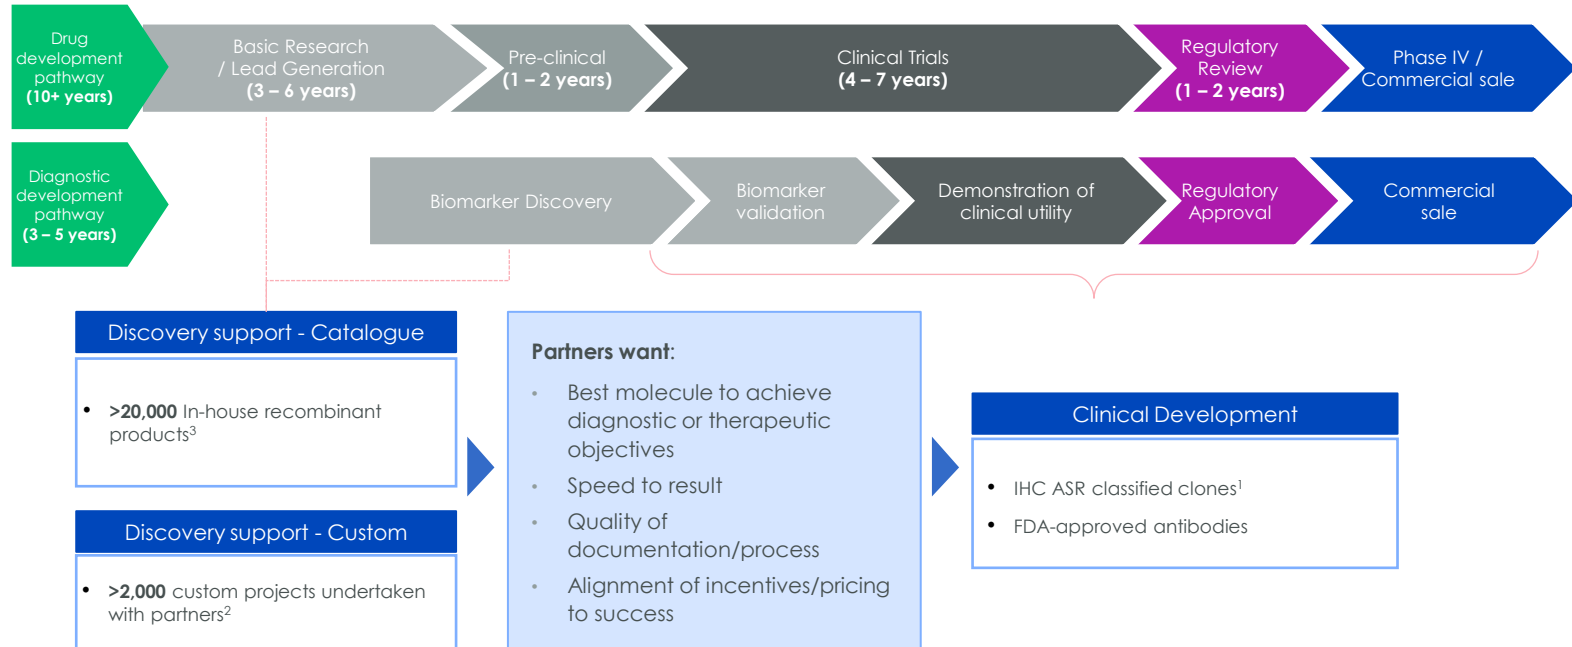 Drug
development
pathway
(10+ years)
Basic Research
/ Lead Generation
(3 – 6 years)
Pre-clinical
(1 – 2 years)
Clinical Trials
(4 – 7 years)
Regulatory
Review
(1 – 2 years)
Phase IV /
Commercial sale
Diagnostic
development
pathway
(3 – 5 years)
Biomarker Discovery
Biomarker
validation
Demonstration of
clinical utility
Regulatory
Approval
Commercial
sale
Discovery support - Catalogue
• >20,000 In-house recombinant
products3
Discovery support - Custom
• >2,000 custom projects undertaken
with partners2
Partners want:
• Best molecule to achieve
diagnostic or therapeutic
objectives
• Speed to result
• Quality of
documentation/process
• Alignment of incentives/pricing
to success
Clinical Development
• IHC ASR classified clones1
• FDA-approved antibodies